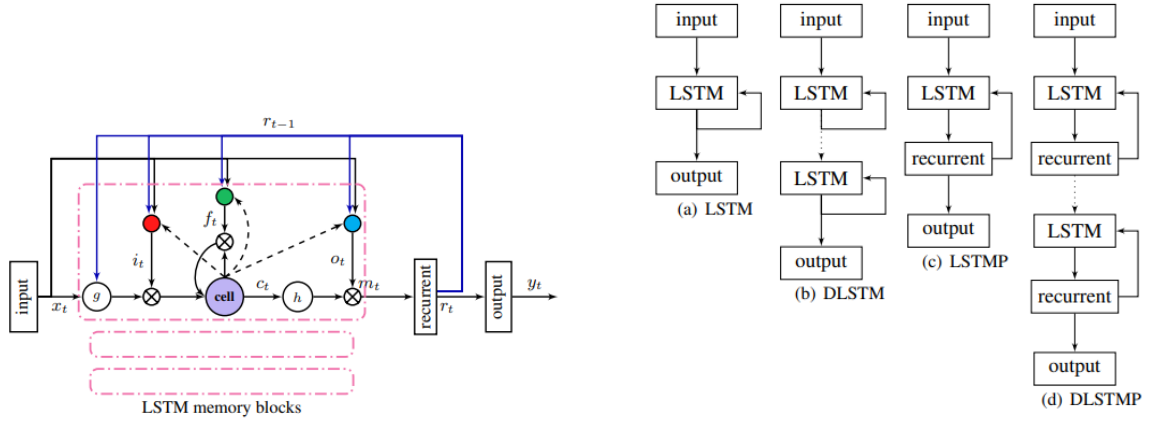 r_{t-1}
f_t
i_t
o_t
input
x_t
g
cell
c_t
h
m_t
recurrent
r_t
output
y_t
LSTM memory blocks
input
LSTM
output
(a) LSTM
input
LSTM
LSTM
output
(b) DLSTM
input
LSTM
recurrent
output
(c) LSTMP
input
LSTM
recurrent
LSTM
recurrent
output
(d) DLSTMP